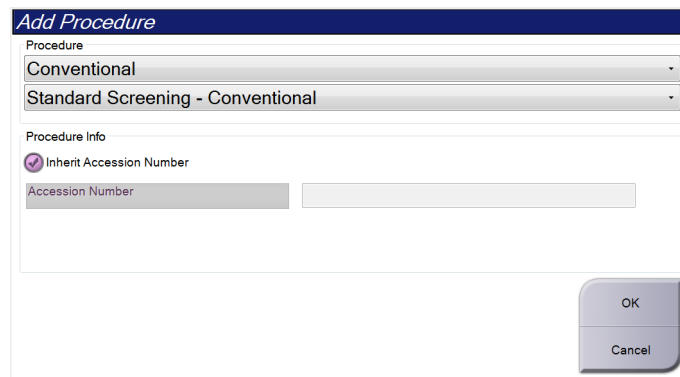 Add Procedure
Procedure
Conventional
Standard Screening - Conventional
Procedure Info
Inherit Accession Number
Accession Number
OK
Cancel